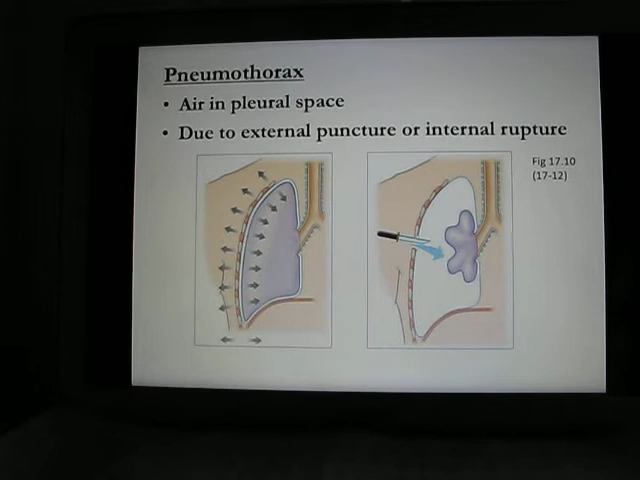 Pneumothorax
• Air in pleural space
• Due to external puncture or internal rupture
Fig 17.10
(17-12)